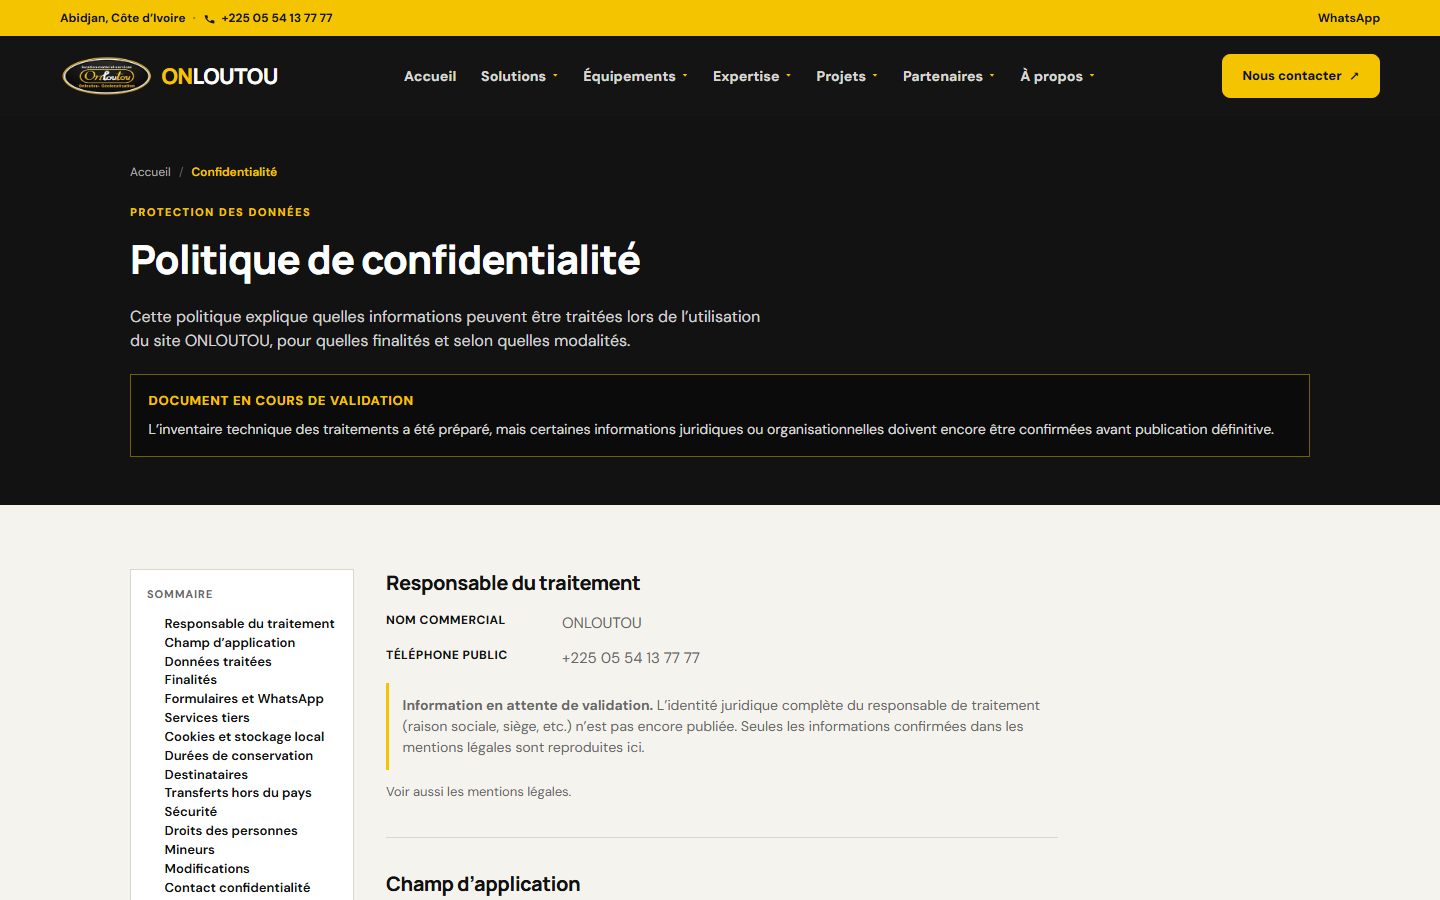 Abidjan, Côte d’Ivoire · +225 05 54 13 77 77
WhatsApp
Onloutou
ONLOUTOU
Accueil Solutions Équipements Expertise Projets Partenaires À propos
Nous contacter ↗
Accueil / Confidentialité
PROTECTION DES DONNÉES
Politique de confidentialité
Cette politique explique quelles informations peuvent être traitées lors de l’utilisation
du site ONLOUTOU, pour quelles finalités et selon quelles modalités.
DOCUMENT EN COURS DE VALIDATION
L’inventaire technique des traitements a été préparé, mais certaines informations juridiques ou organisationnelles doivent encore être confirmées avant publication définitive.
SOMMAIRE
Responsable du traitement
Champ d’application
Données traitées
Finalités
Formulaires et WhatsApp
Services tiers
Cookies et stockage local
Durées de conservation
Destinataires
Transferts hors du pays
Sécurité
Droits des personnes
Mineurs
Modifications
Contact confidentialité
Responsable du traitement
NOM COMMERCIAL ONLOUTOU
TÉLÉPHONE PUBLIC +225 05 54 13 77 77
Information en attente de validation. L’identité juridique complète du responsable de traitement
(raison sociale, siège, etc.) n’est pas encore publiée. Seules les informations confirmées dans les
mentions légales sont reproduites ici.
Voir aussi les mentions légales.
Champ d’application